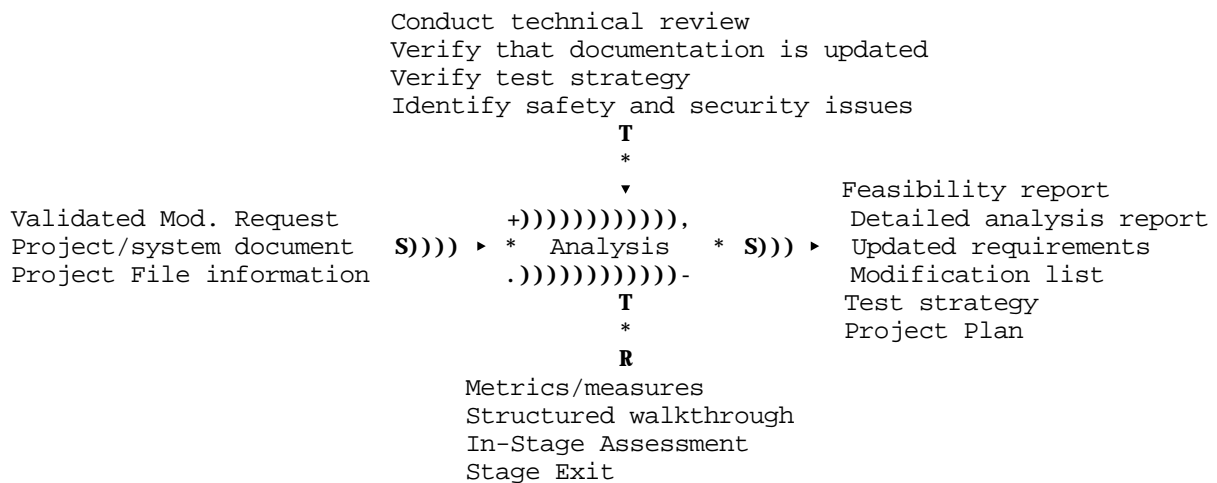 Conduct technical review
Verify that documentation is updated
Verify test strategy
Identify safety and security issues
T
*
▼
Feasibility report
Validated Mod. Request +)))))))))))), Detailed analysis report
Project/system document S)))) ► * Analysis * S))) ► Updated requirements
Project File information .))))))))))))- Modification list
T Test strategy
* Project Plan
R
Metrics/measures
Structured walkthrough
In-Stage Assessment
Stage Exit